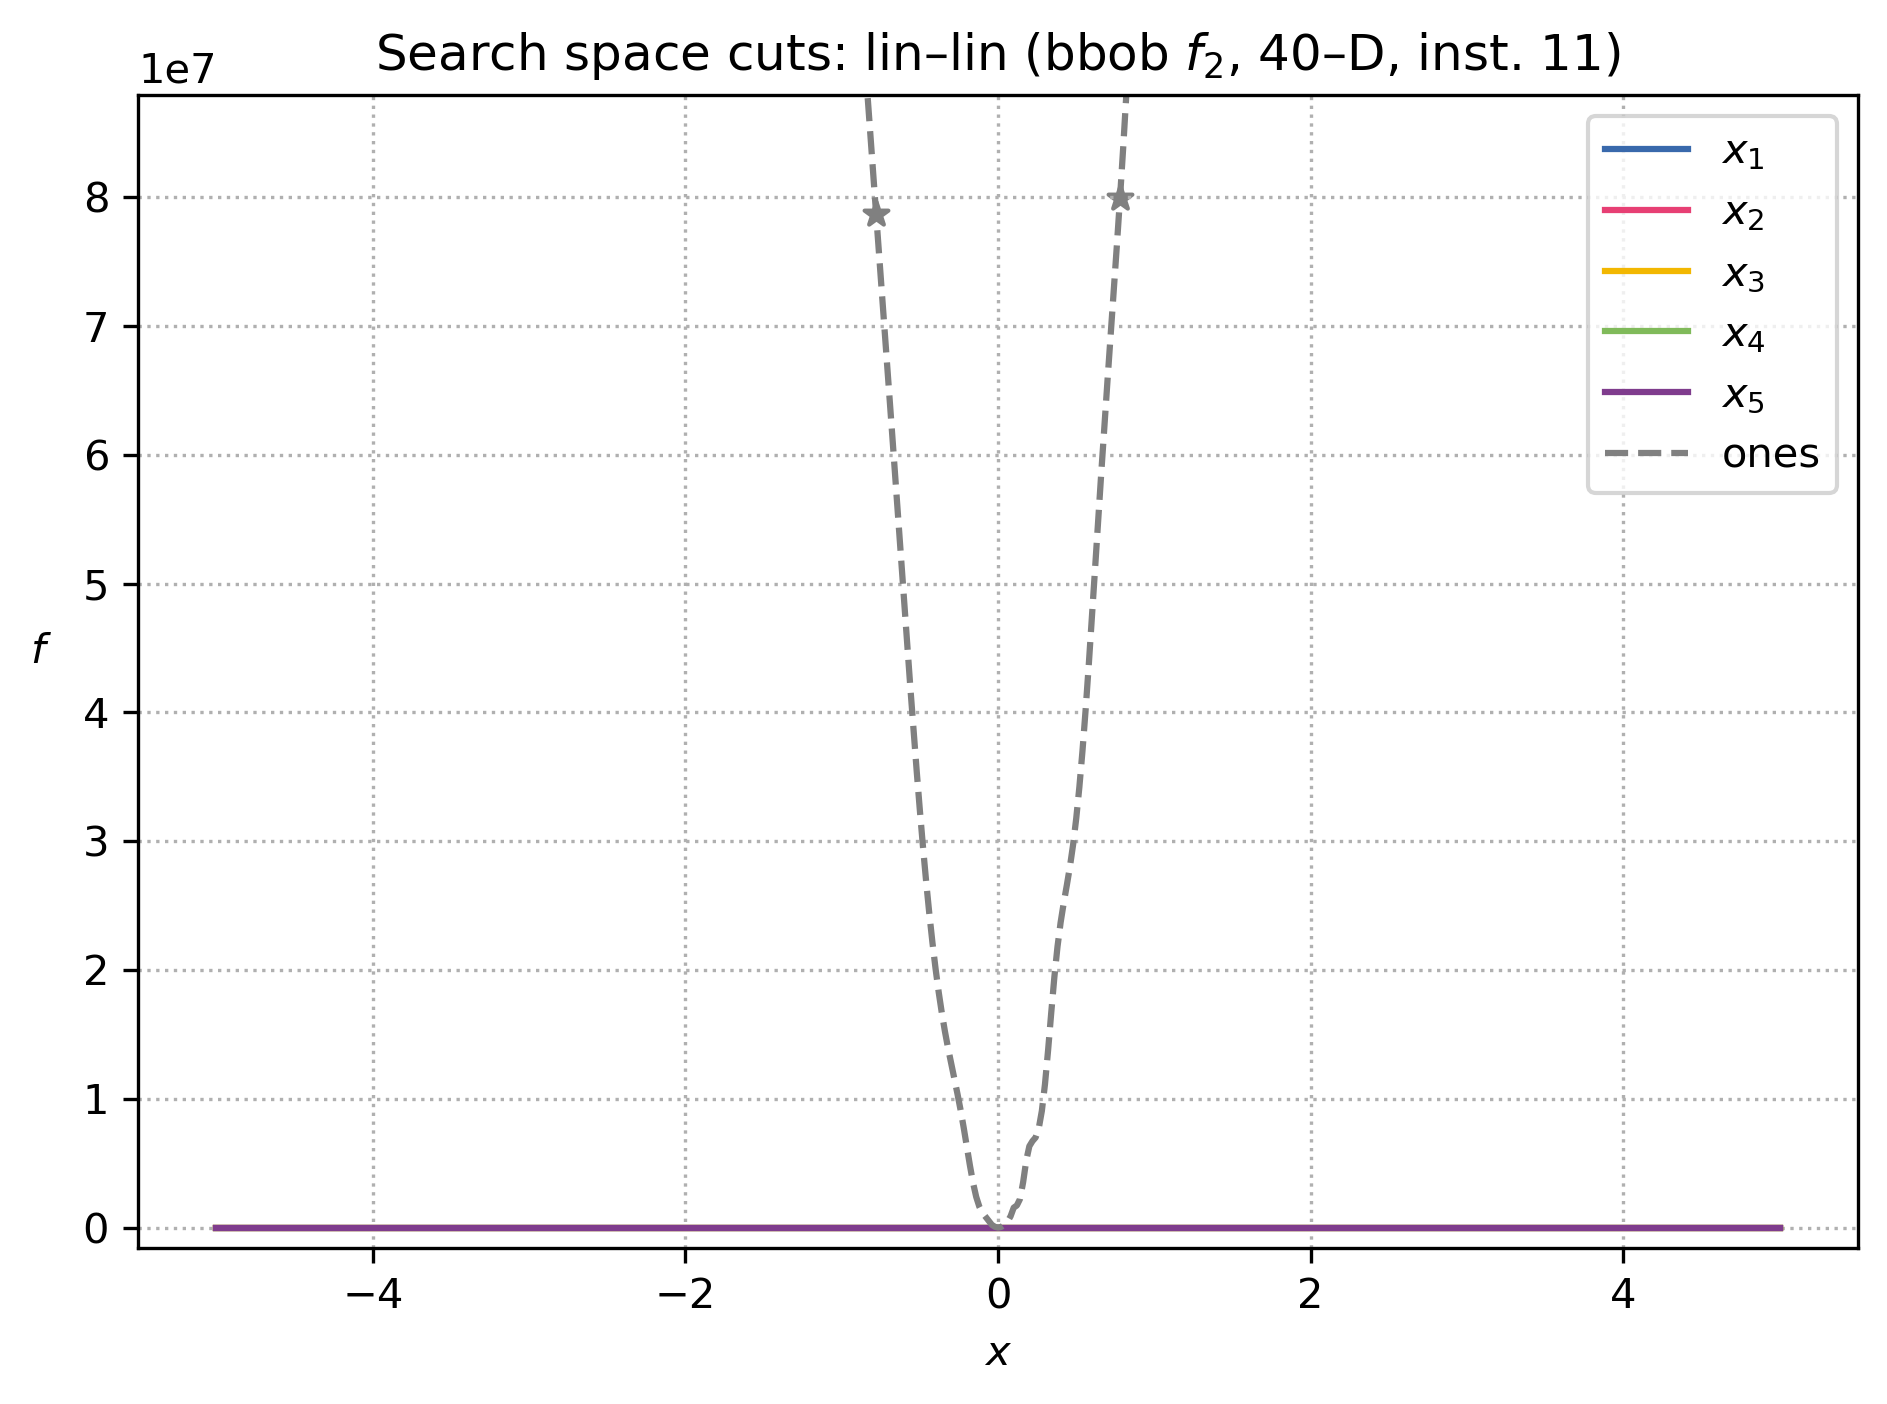 Search space cuts: lin–lin (bbob f₂, 40–D, inst. 11)
1e7
8
7
6
5
4
3
2
1
0
f
−4
−2
0
2
4
x
x₁
x₂
x₃
x₄
x₅
ones